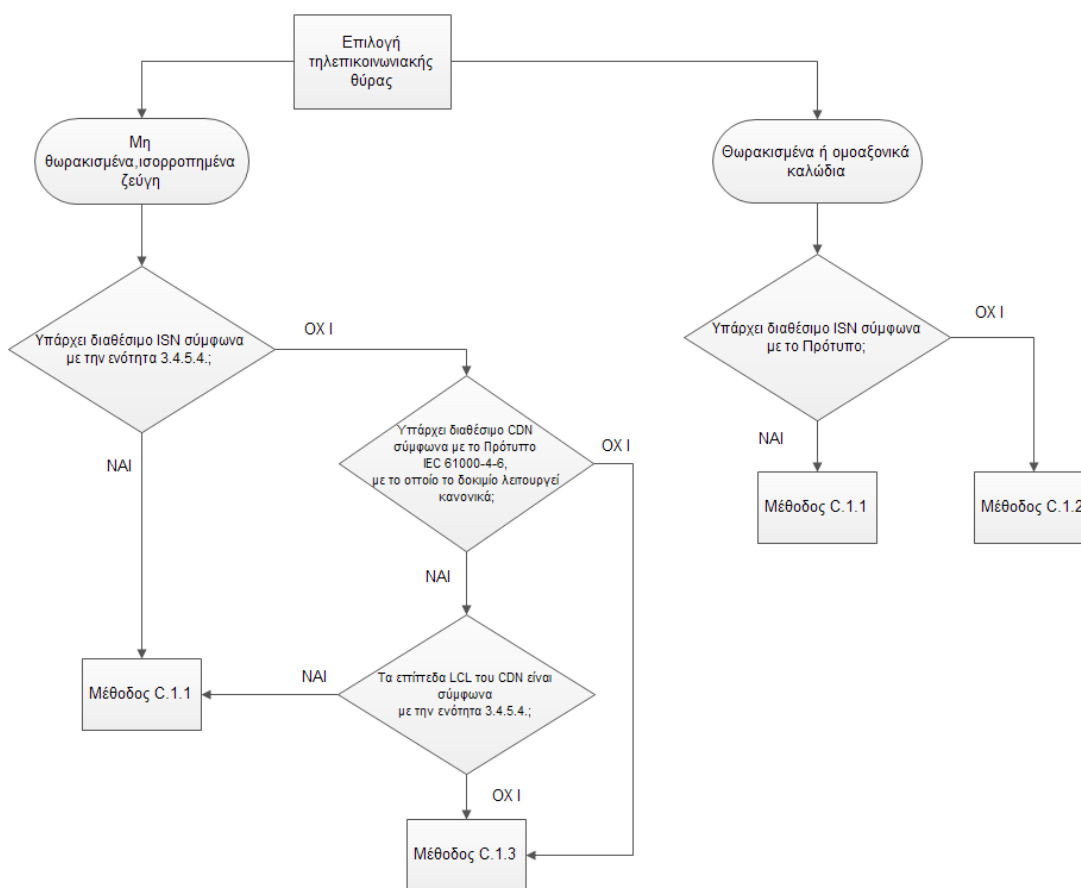 Επιλογή
τηλεπικοινωνιακής
θύρας
Μη
θωρακισμένα,ισορροπημένα
ζεύγη
Θωρακισμένα ή ομοαξονικά
καλώδια
Υπάρχει διαθέσιμο ISN σύμφωνα
με την ενότητα 3.4.5.4.;
ΟΧ Ι
Υπάρχει διαθέσιμο ISN σύμφωνα
με το Πρότυπο;
ΟΧ Ι
Υπάρχει διαθέσιμο CDN
σύμφωνα με το Πρότυπο
IEC 61000-4-6,
με το οποίο το δοκιμίο λειτουργεί
κανονικά;
ΟΧ Ι
ΝΑΙ
ΝΑΙ
Μέθοδος C.1.1
Μέθοδος C.1.2
ΝΑΙ
Τα επίπεδα LCL του CDN είναι
σύμφωνα
με την ενότητα 3.4.5.4.;
ΝΑΙ
Μέθοδος C.1.1
ΟΧ Ι
Μέθοδος C.1.3